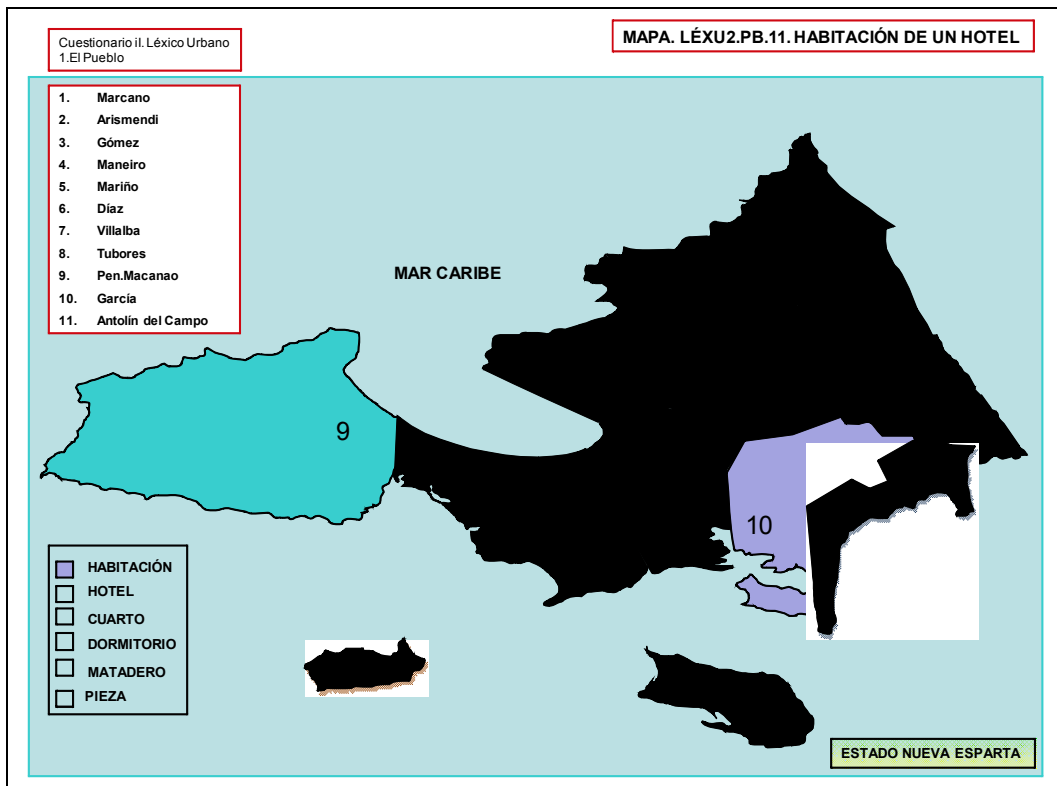 Cuestionario iI. Léxico Urbano
1.El Pueblo
MAPA. LÉXU2.PB.11. HABITACIÓN DE UN HOTEL
1. Marcano
2. Arismendi
3. Gómez
4. Maneiro
5. Mariño
6. Díaz
7. Villalba
8. Tubores
9. Pen.Macanao
10. García
11. Antolín del Campo
MAR CARIBE
9
10
HABITACIÓN
HOTEL
CUARTO
DORMITORIO
MATADERO
PIEZA
ESTADO NUEVA ESPARTA